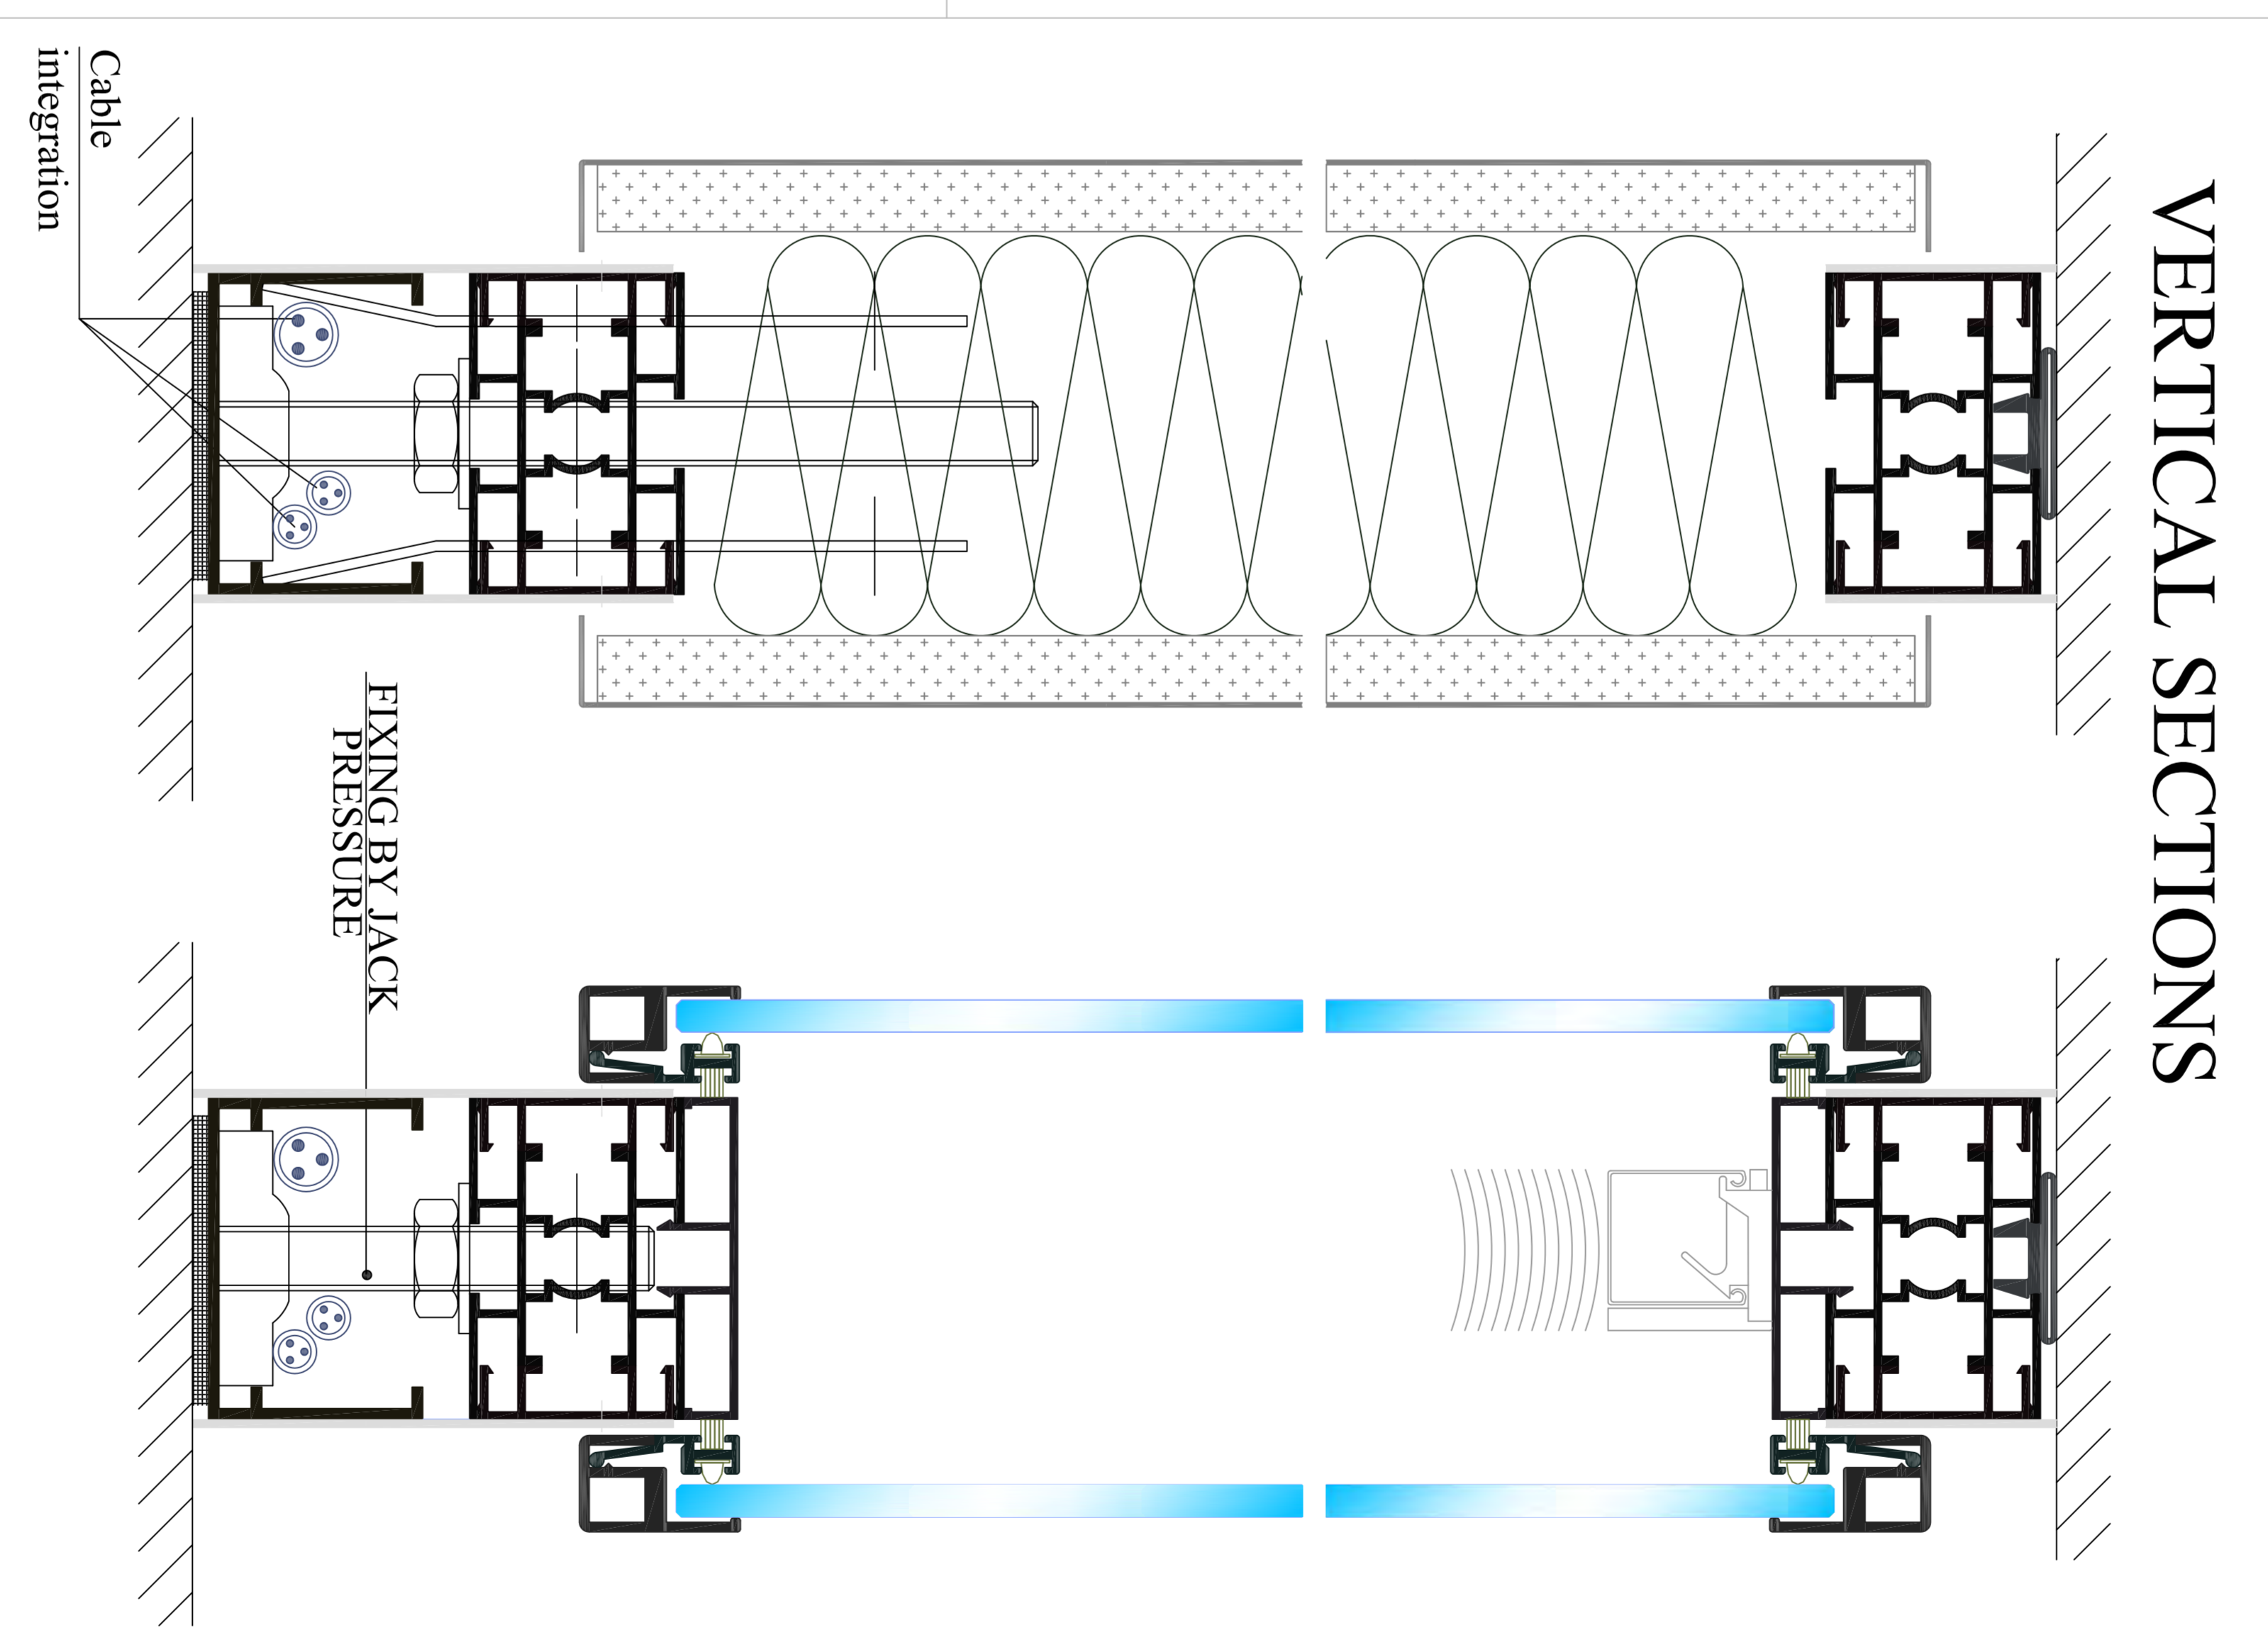 VERTICAL SECTIONS
Cable
integration
FIXING BY JACK
PRESSURE